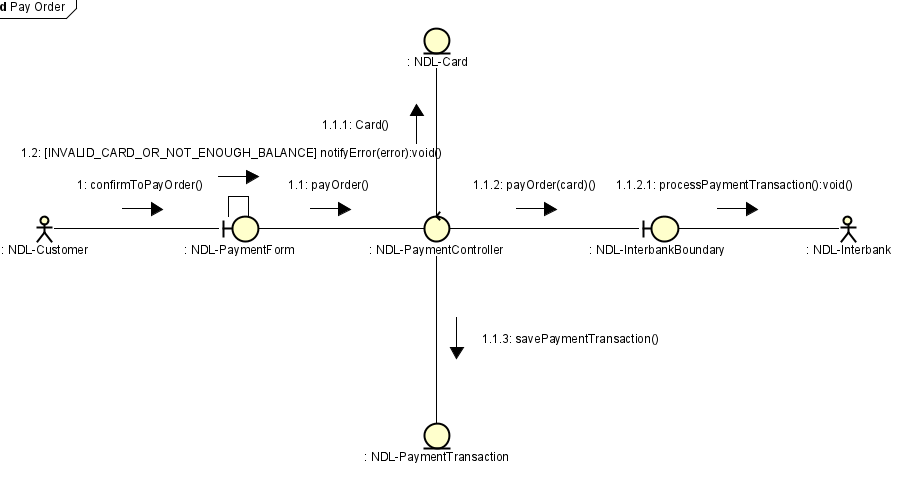 d Pay Order
: NDL-Card
1.1.1: Card()
1.2: [INVALID_CARD_OR_NOT_ENOUGH_BALANCE] notifyError(error):void()
1: confirmToPayOrder()
1.1: payOrder()
1.1.2: payOrder(card)()
1.1.2.1: processPaymentTransaction():void()
: NDL-Customer
: NDL-PaymentForm
: NDL-PaymentController
: NDL-InterbankBoundary
: NDL-Interbank
1.1.3: savePaymentTransaction()
: NDL-PaymentTransaction